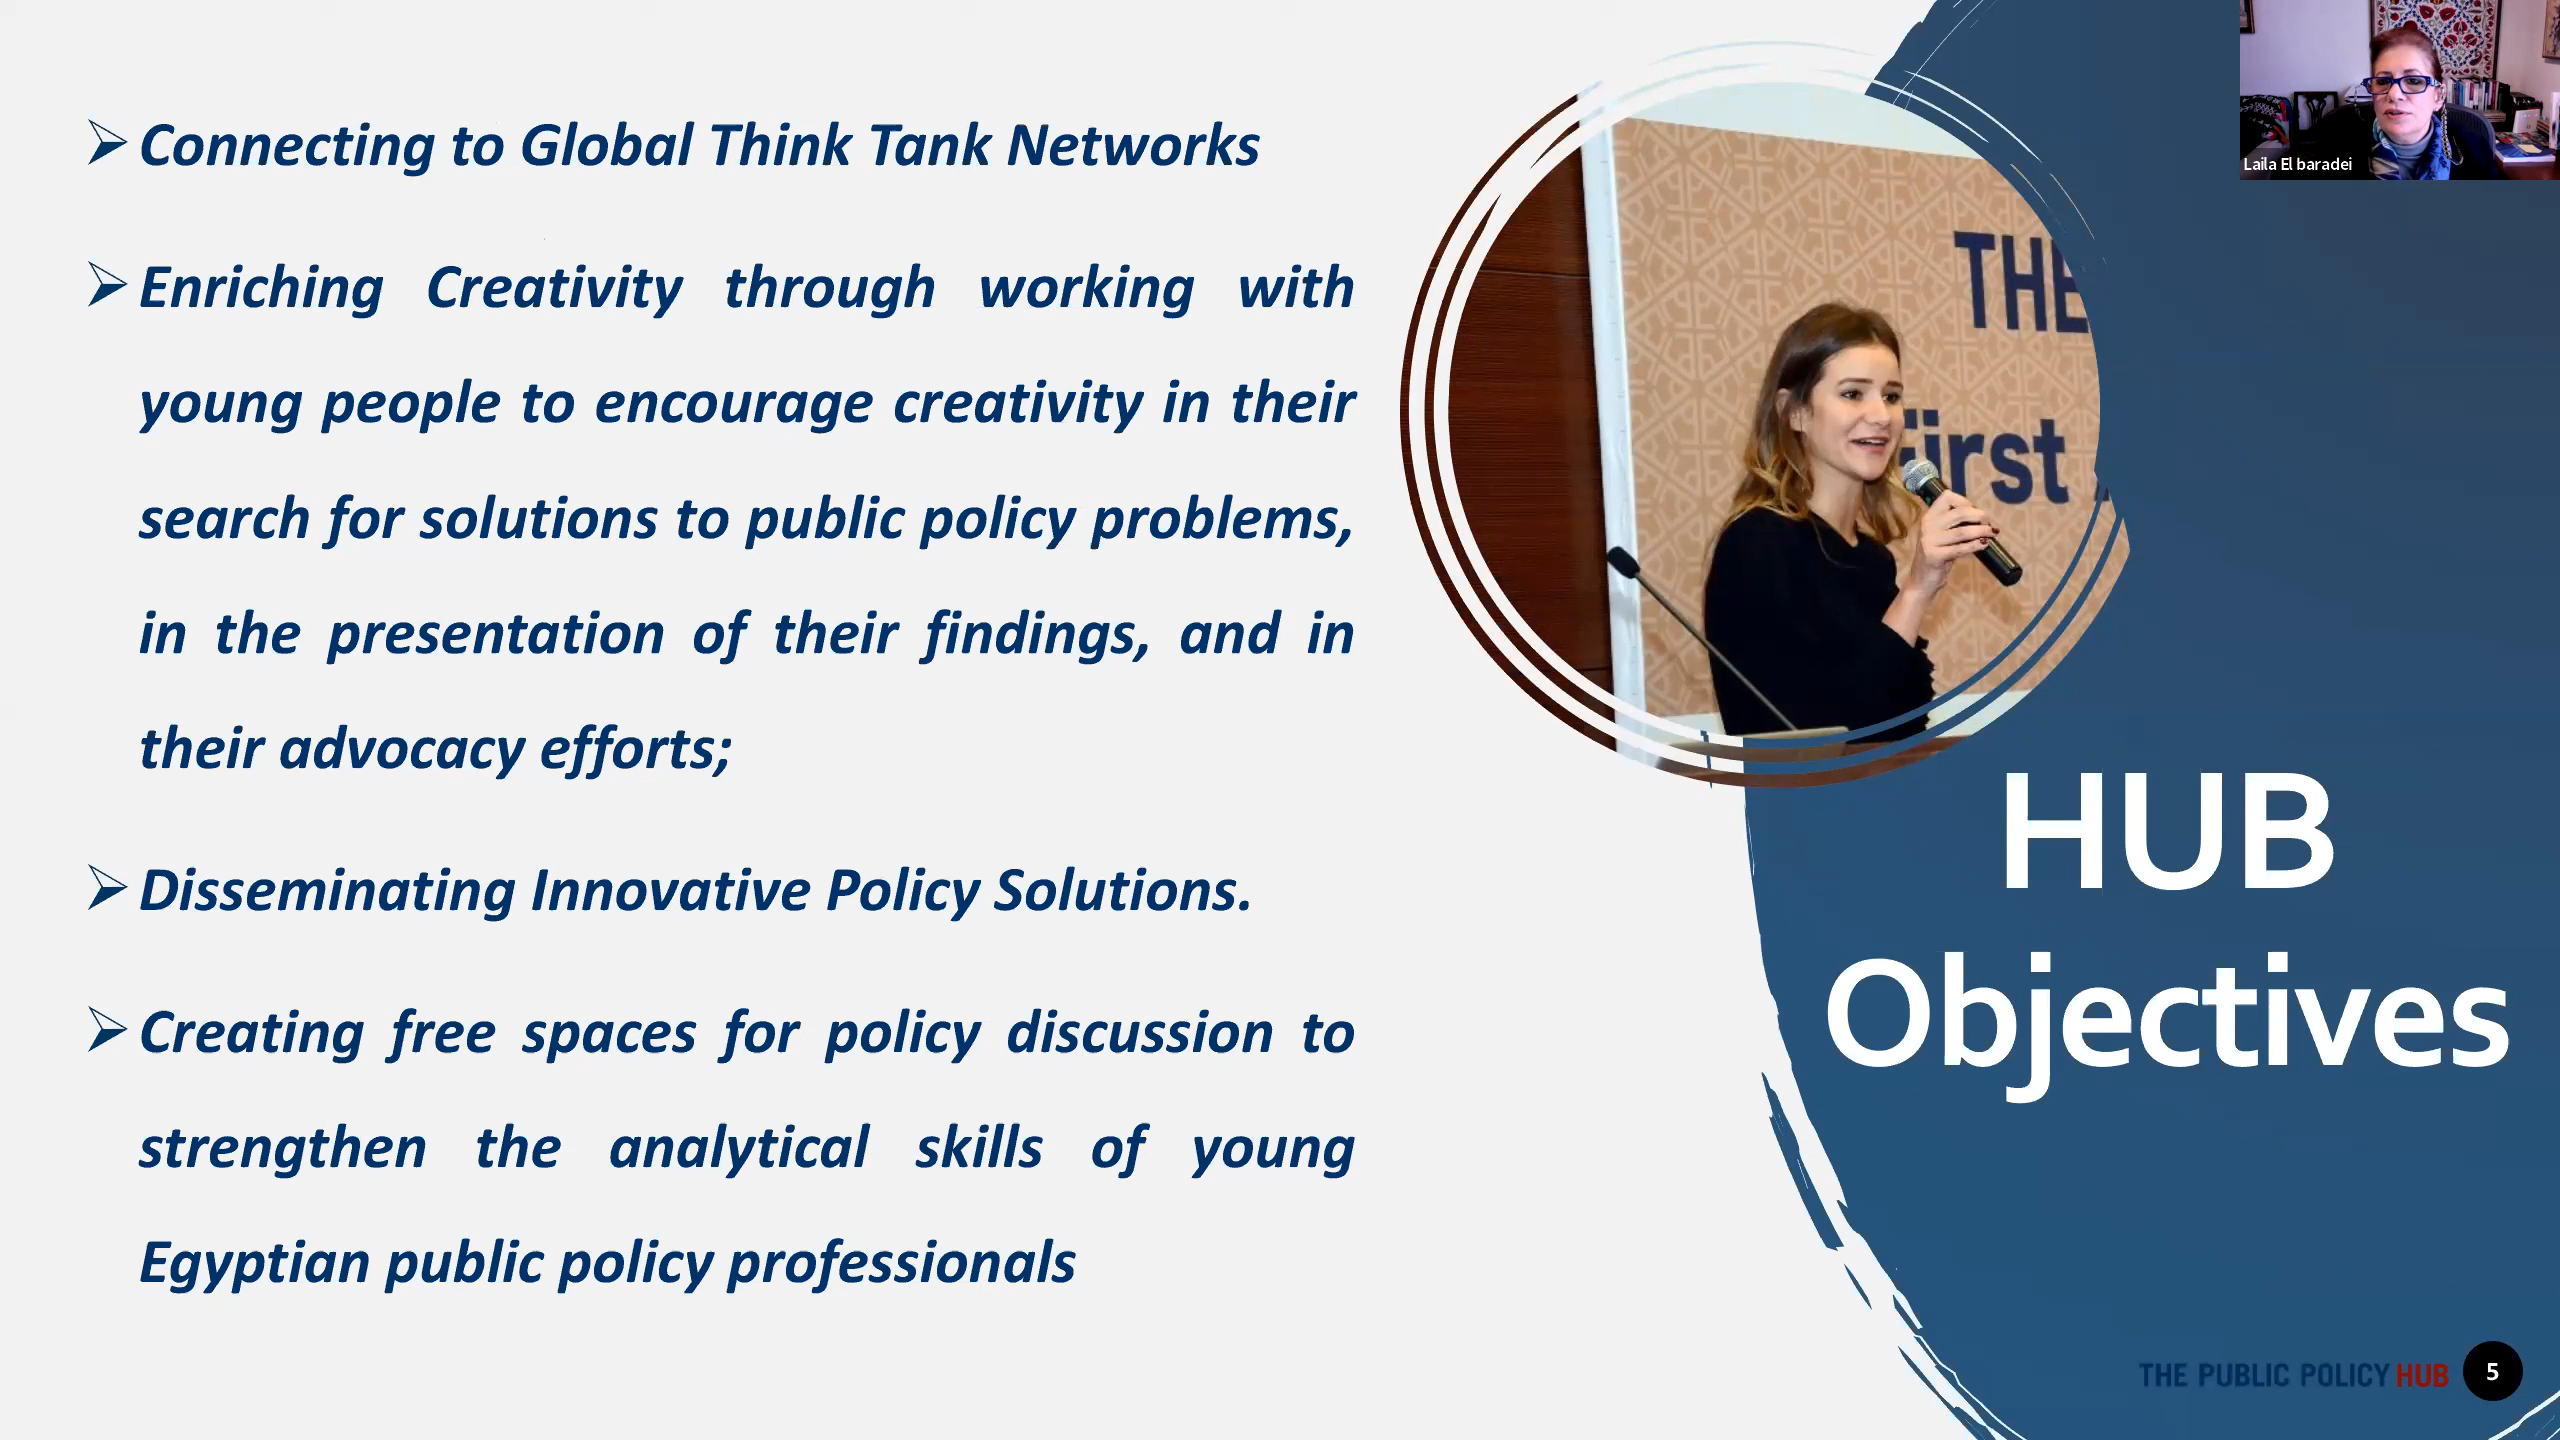 ➢ Connecting to Global Think Tank Networks
➢ Enriching Creativity through working with
young people to encourage creativity in their
search for solutions to public policy problems,
in the presentation of their findings, and in
their advocacy efforts;
➢ Disseminating Innovative Policy Solutions.
➢ Creating free spaces for policy discussion to
strengthen the analytical skills of young
Egyptian public policy professionals
THE
First
Laila El baradei
HUB
Objectives
THE PUBLIC POLICY HUB
5